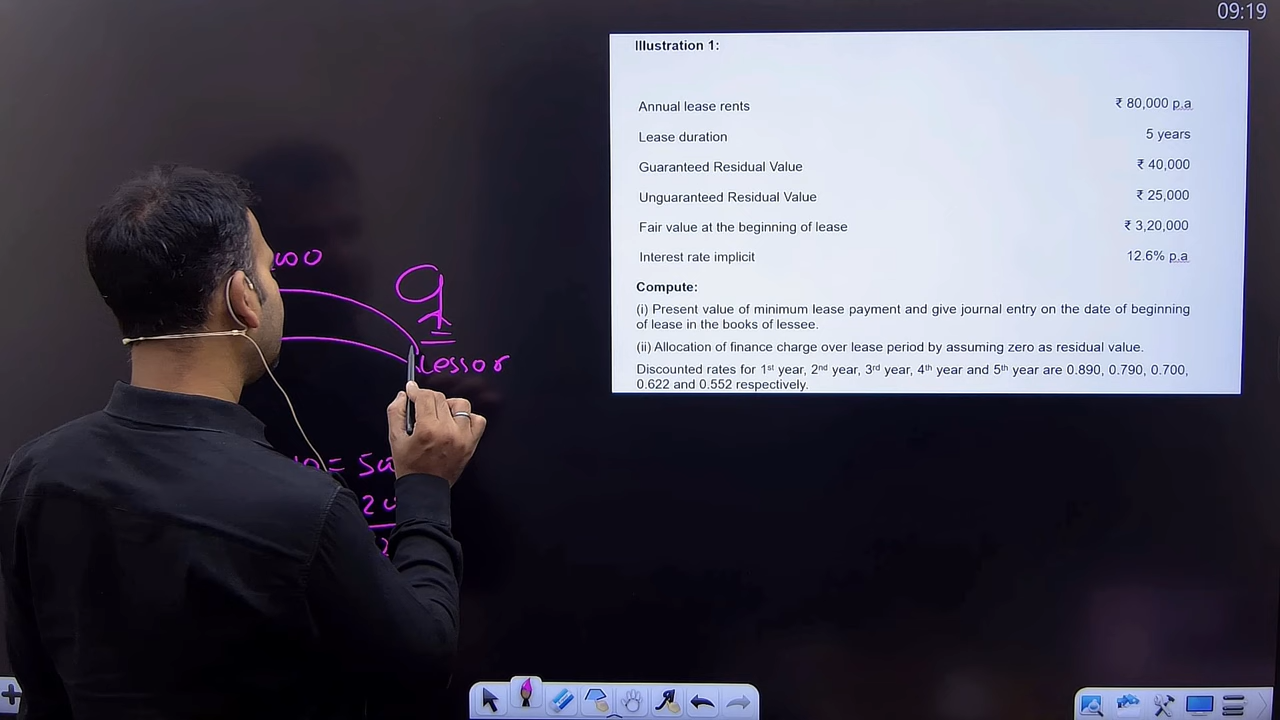 09:19
Illustration 1:
Annual lease rents ₹ 80,000 p.a
Lease duration 5 years
Guaranteed Residual Value ₹ 40,000
Unguaranteed Residual Value ₹ 25,000
Fair value at the beginning of lease ₹ 3,20,000
Interest rate implicit 12.6% p.a
Compute:
(i) Present value of minimum lease payment and give journal entry on the date of beginning
of lease in the books of lessee.
(ii) Allocation of finance charge over lease period by assuming zero as residual value.
Discounted rates for 1st year, 2nd year, 3rd year, 4th year and 5th year are 0.890, 0.790, 0.700,
0.622 and 0.552 respectively.
Lessor